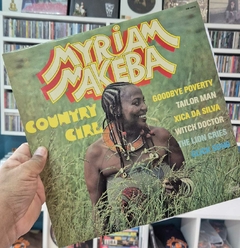 MYRIAM
MAKEBA
COUNTRY
GIRL
GOODBYE POVERTY
TAILOR MAN
XICA DA SILVA
WITCH DOCTOR
THE LION CRIES